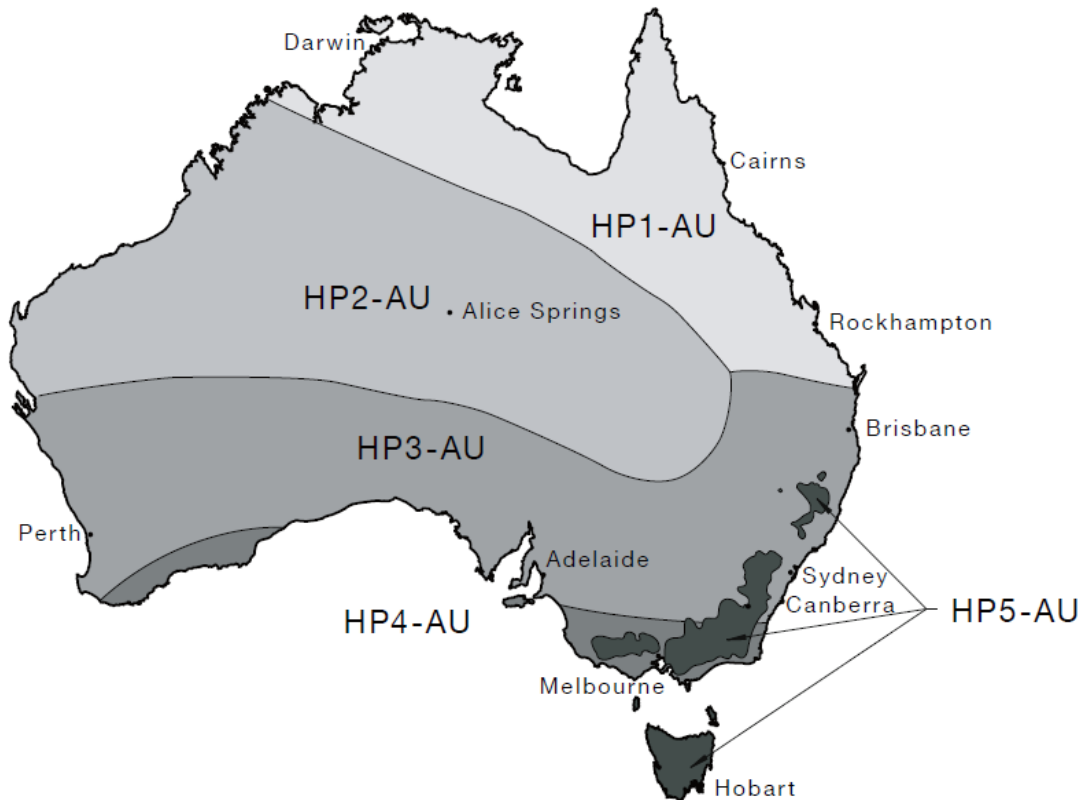 Darwin
Cairns
HP1-AU
HP2-AU
Alice Springs
Rockhampton
Brisbane
HP3-AU
Perth
Adelaide
Sydney
Canberra
HP4-AU
HP5-AU
Melbourne
Hobart